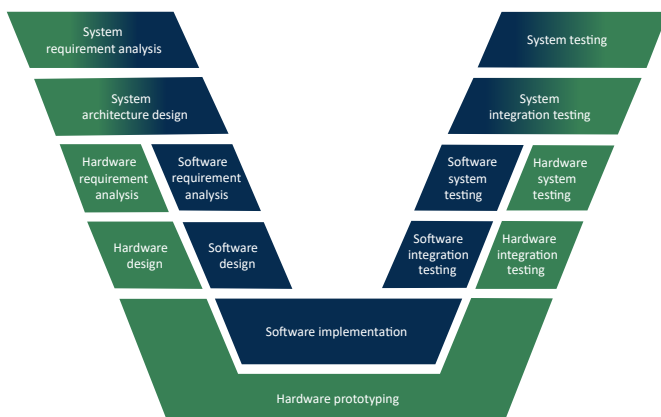 System
requirement analysis
System testing
System
architecture design
System
integration testing
Hardware
requirement
analysis
Software
requirement
analysis
Software
system
testing
Hardware
system
testing
Hardware
design
Software
design
Software
integration
testing
Hardware
integration
testing
Software implementation
Hardware prototyping